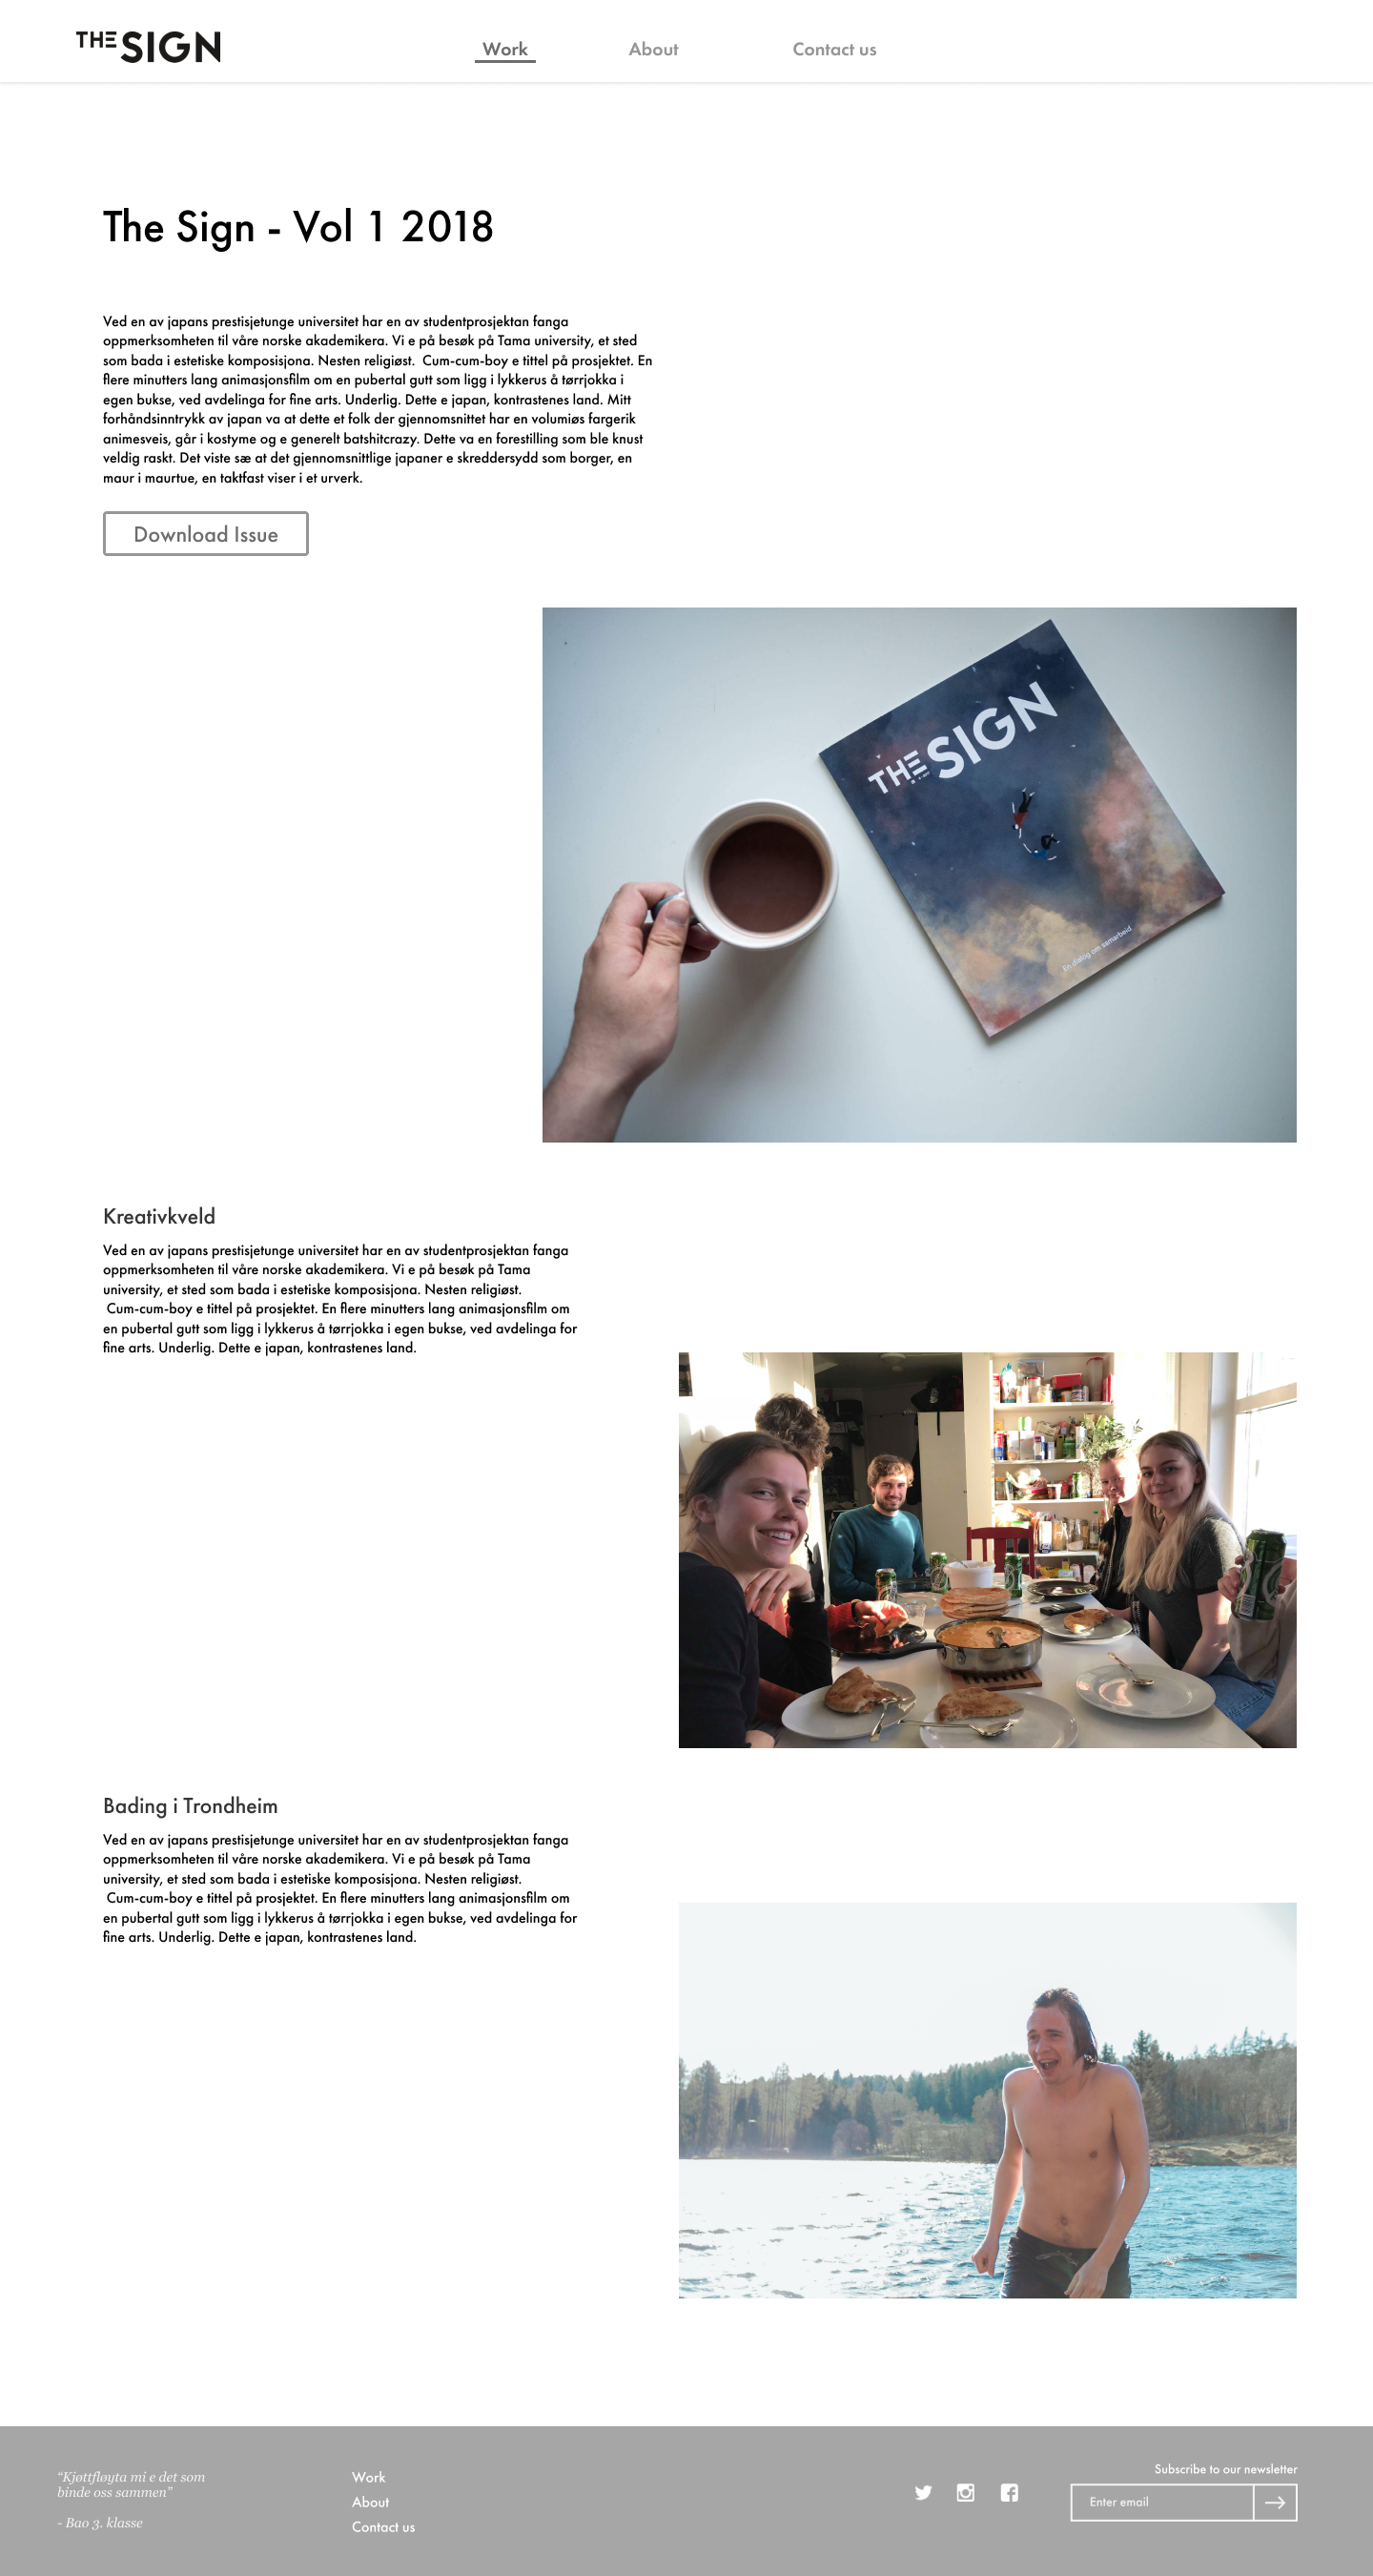 THE SIGN
Work
About
Contact us
The Sign - Vol 1 2018
Ved en av japans prestisjetunge universitet har en av studentprosjektan fanga
oppmerksomheten til våre norske akademikera. Vi e på besøk på Tama university, et sted
som bada i estetiske komposisjona. Nesten religiøst.  Cum-cum-boy e tittel på prosjektet. En
flere minutters lang animasjonsfilm om en pubertal gutt som ligg i lykkerus å tørrjokka i
egen bukse, ved avdelinga for fine arts. Underlig. Dette e japan, kontrastenes land. Mitt
forhåndsinntrykk av japan va at dette et folk der gjennomsnittet har en volumiøs fargerik
animesveis, går i kostyme og e generelt batshitcrazy. Dette va en forestilling som ble knust
veldig raskt. Det viste sæ at det gjennomsnittlige japaner e skreddersydd som borger, en
maur i maurtue, en taktfast viser i et urverk.
Download Issue
THE SIGN
En dialog om samarbeid
Kreativkveld
Ved en av japans prestisjetunge universitet har en av studentprosjektan fanga
oppmerksomheten til våre norske akademikera. Vi e på besøk på Tama
university, et sted som bada i estetiske komposisjona. Nesten religiøst.
Cum-cum-boy e tittel på prosjektet. En flere minutters lang animasjonsfilm om
en pubertal gutt som ligg i lykkerus å tørrjokka i egen bukse, ved avdelinga for
fine arts. Underlig. Dette e japan, kontrastenes land.
Bading i Trondheim
Ved en av japans prestisjetunge universitet har en av studentprosjektan fanga
oppmerksomheten til våre norske akademikera. Vi e på besøk på Tama
university, et sted som bada i estetiske komposisjona. Nesten religiøst.
Cum-cum-boy e tittel på prosjektet. En flere minutters lang animasjonsfilm om
en pubertal gutt som ligg i lykkerus å tørrjokka i egen bukse, ved avdelinga for
fine arts. Underlig. Dette e japan, kontrastenes land.
“Kjøttfløyta mi e det som
binde oss sammen”
- Bao 3. klasse
Work
About
Contact us
Subscribe to our newsletter
Enter email